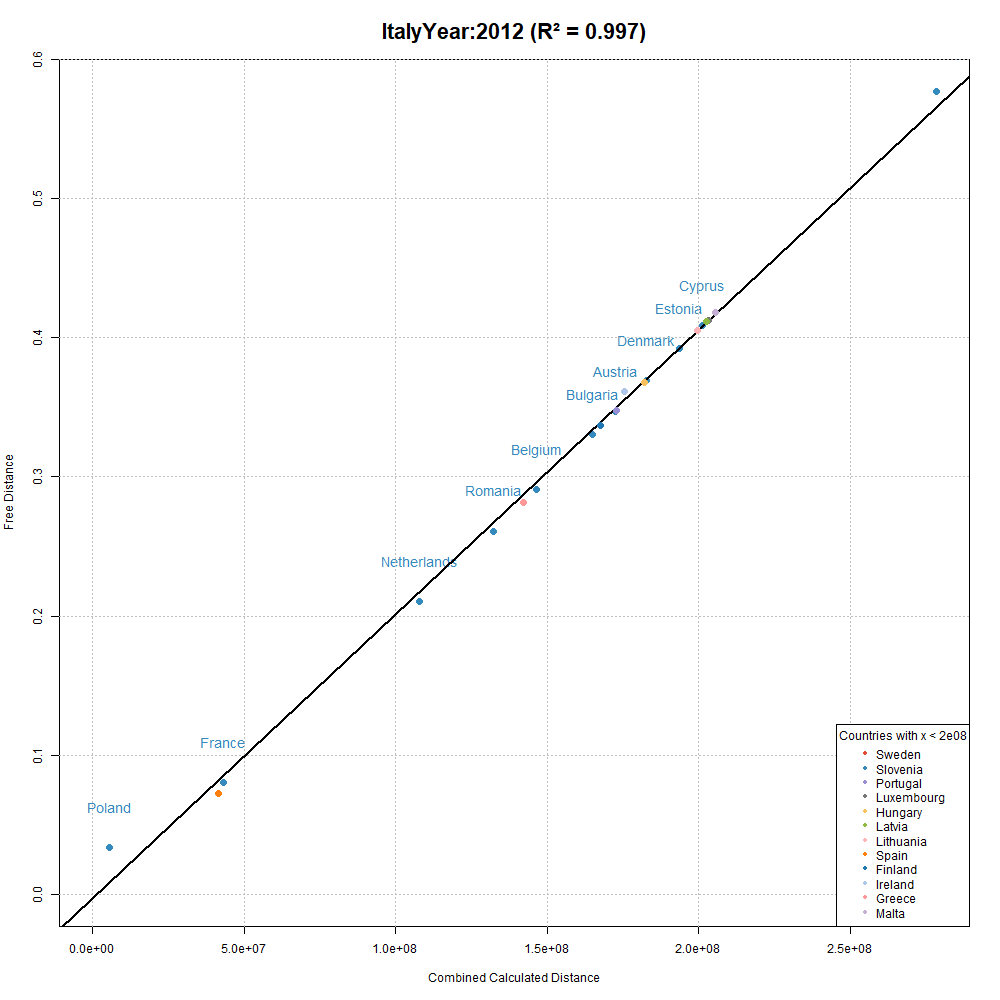 ItalyYear:2012 (R² = 0.997)
0.6
0.5
0.4
0.3
0.2
0.1
0.0
Free Distance
Cyprus
Estonia
Denmark
Austria
Bulgaria
Belgium
Romania
Netherlands
France
Poland
Countries with x < 2e08
Sweden
Slovenia
Portugal
Luxembourg
Hungary
Latvia
Lithuania
Spain
Finland
Ireland
Greece
Malta
0.0e+00 5.0e+07 1.0e+08 1.5e+08 2.0e+08 2.5e+08
Combined Calculated Distance